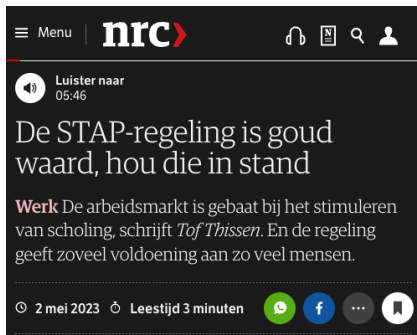 Menu
nrc
Luister naar
05:46
De STAP-regeling is goud
waard, hou die in stand
Werk De arbeidsmarkt is gebaat bij het stimuleren
van scholing, schrijft Tof Thissen. En de regeling
geeft zoveel voldoening aan zo veel mensen.
2 mei 2023 Leestijd 3 minuten